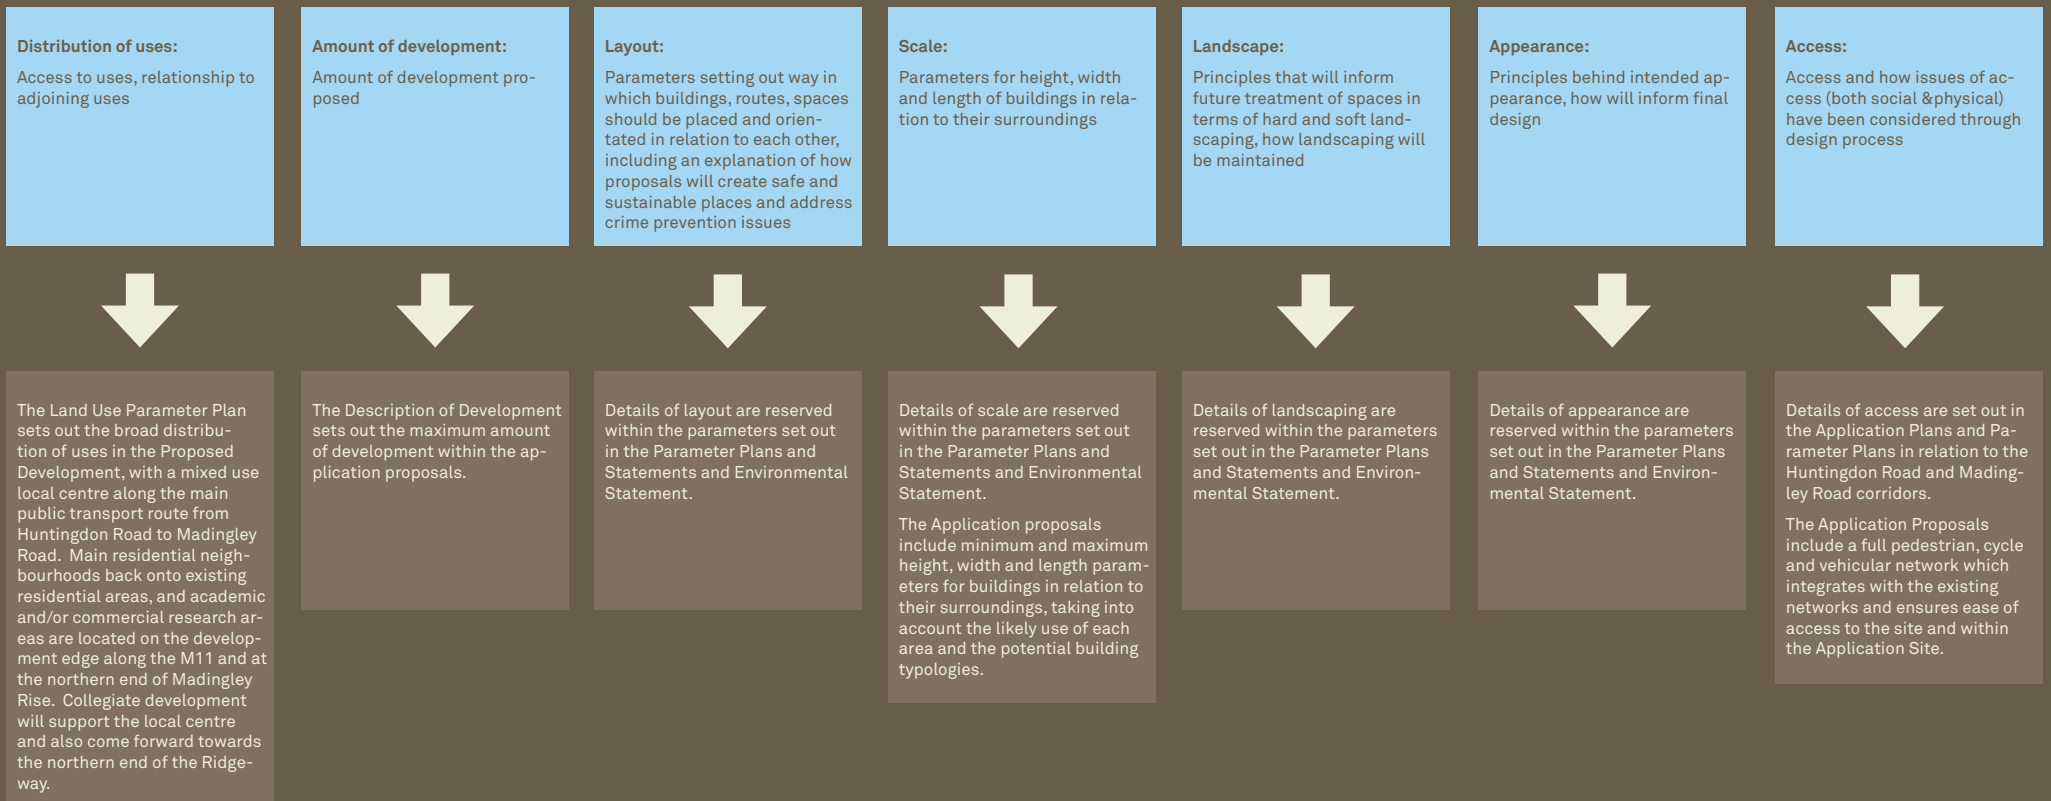 Distribution of uses:
Access to uses, relationship to
adjoining uses
Amount of development:
Amount of development pro-
posed
Layout:
Parameters setting out way in
which buildings, routes, spaces
should be placed and orien-
tated in relation to each other,
including an explanation of how
proposals will create safe and
sustainable places and address
crime prevention issues
Scale:
Parameters for height, width
and length of buildings in rela-
tion to their surroundings
Landscape:
Principles that will inform
future treatment of spaces in
terms of hard and soft land-
scaping, how landscaping will
be maintained
Appearance:
Principles behind intended ap-
pearance, how will inform final
design
Access:
Access and how issues of ac-
cess (both social &physical)
have been considered through
design process
The Land Use Parameter Plan
sets out the broad distribu-
tion of uses in the Proposed
Development, with a mixed use
local centre along the main
public transport route from
Huntingdon Road to Madingley
Road.  Main residential neigh-
bourhoods back onto existing
residential areas, and academic
and/or commercial research ar-
eas are located on the develop-
ment edge along the M11 and at
the northern end of Madingley
Rise.  Collegiate development
will support the local centre
and also come forward towards
the northern end of the Ridge-
way.
The Description of Development
sets out the maximum amount
of development within the ap-
plication proposals.
Details of layout are reserved
within the parameters set out
in the Parameter Plans and
Statements and Environmental
Statement.
Details of scale are reserved
within the parameters set out
in the Parameter Plans and
Statements and Environmental
Statement.
The Application proposals
include minimum and maximum
height, width and length param-
eters for buildings in relation to
their surroundings, taking into
account the likely use of each
area and the potential building
typologies.
Details of landscaping are
reserved within the parameters
set out in the Parameter Plans
and Statements and Environ-
mental Statement.
Details of appearance are
reserved within the parameters
set out in the Parameter Plans
and Statements and Environ-
mental Statement.
Details of access are set out in
the Application Plans and Pa-
rameter Plans in relation to the
Huntingdon Road and Mading-
ley Road corridors.
The Application Proposals
include a full pedestrian, cycle
and vehicular network which
integrates with the existing
networks and ensures ease of
access to the site and within
the Application Site.